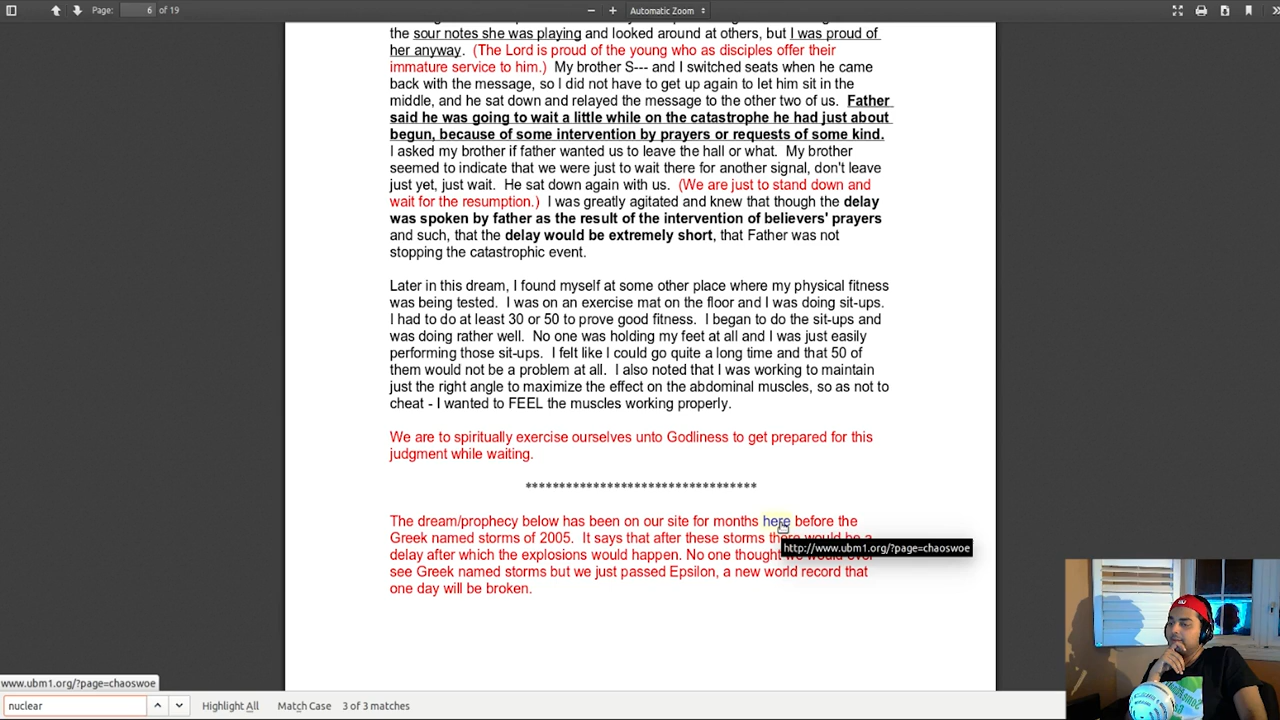 Page: 6 of 19
Automatic Zoom
the sour notes she was playing and looked around at others, but I was proud of
her anyway. (The Lord is proud of the young who as disciples offer their
immature service to him.) My brother S--- and I switched seats when he came
back with the message, so I did not have to get up again to let him sit in the
middle, and he sat down and relayed the message to the other two of us. Father
said he was going to wait a little while on the catastrophe he had just about
begun, because of some intervention by prayers or requests of some kind.
I asked my brother if father wanted us to leave the hall or what. My brother
seemed to indicate that we were just to wait there for another signal, don't leave
just yet, just wait. He sat down again with us. (We are just to stand down and
wait for the resumption.) I was greatly agitated and knew that though the delay
was spoken by father as the result of the intervention of believers' prayers
and such, that the delay would be extremely short, that Father was not
stopping the catastrophic event.
Later in this dream, I found myself at some other place where my physical fitness
was being tested. I was on an exercise mat on the floor and I was doing sit-ups.
I had to do at least 30 or 50 to prove good fitness. I began to do the sit-ups and
was doing rather well. No one was holding my feet at all and I was just easily
performing those sit-ups. I felt like I could go quite a long time and that 50 of
them would not be a problem at all. I also noted that I was working to maintain
just the right angle to maximize the effect on the abdominal muscles, so as not to
cheat - I wanted to FEEL the muscles working properly.
We are to spiritually exercise ourselves unto Godliness to get prepared for this
judgment while waiting.
*********************************
The dream/prophecy below has been on our site for months here before the
Greek named storms of 2005. It says that after these storms there would be a
http://www.ubm1.org/?page=chaoswoe
delay after which the explosions would happen. No one thought we would ever
see Greek named storms but we just passed Epsilon, a new world record that
one day will be broken.
www.ubm1.org/?page=chaoswoe
nuclear Highlight All Match Case 3 of 3 matches